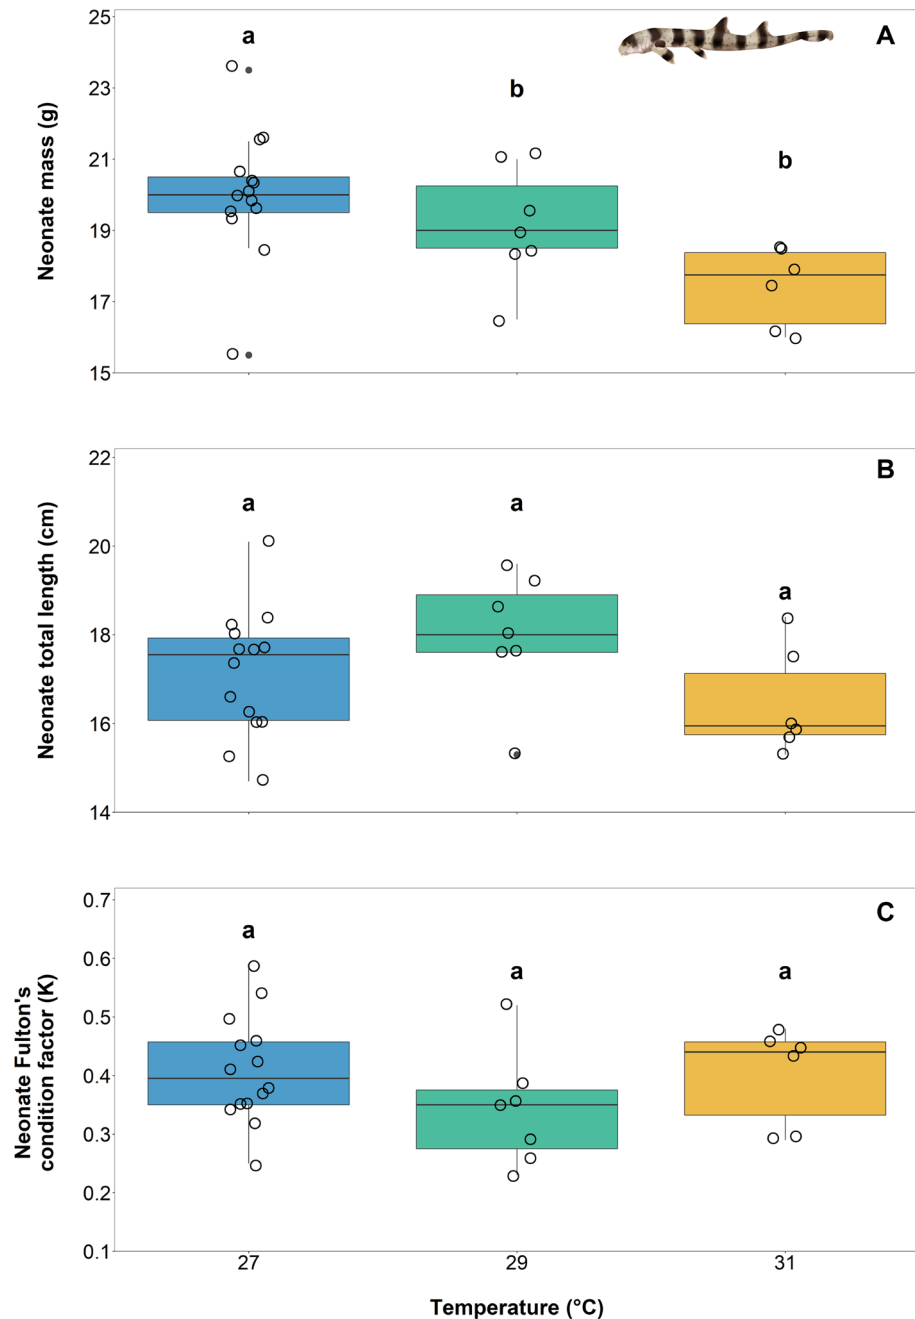 A
a
b
b
Neonate mass (g)
25
23
21
19
17
15
B
a
a
a
Neonate total length (cm)
22
20
18
16
14
C
a
a
a
Neonate Fulton's
condition factor (K)
0.7
0.6
0.5
0.4
0.3
0.2
0.1
27
29
31
Temperature (°C)